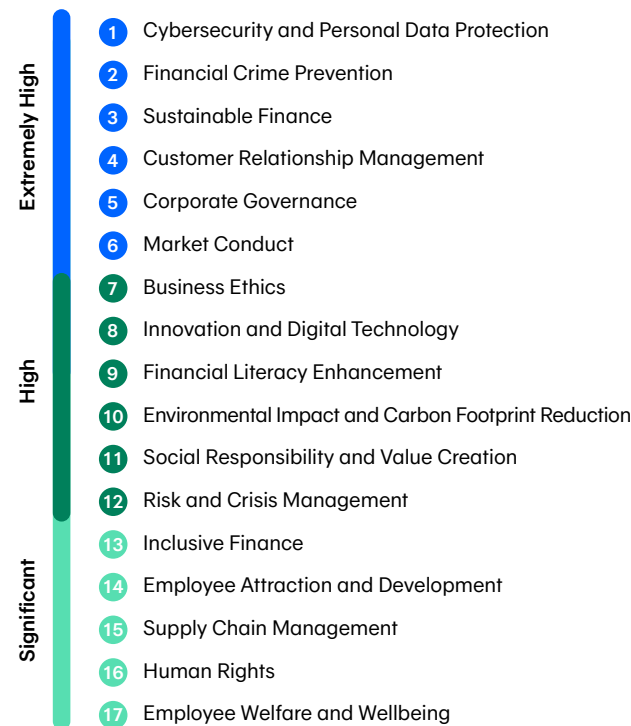 Extremely High
1 Cybersecurity and Personal Data Protection
2 Financial Crime Prevention
3 Sustainable Finance
4 Customer Relationship Management
5 Corporate Governance
6 Market Conduct
High
7 Business Ethics
8 Innovation and Digital Technology
9 Financial Literacy Enhancement
10 Environmental Impact and Carbon Footprint Reduction
11 Social Responsibility and Value Creation
12 Risk and Crisis Management
Significant
13 Inclusive Finance
14 Employee Attraction and Development
15 Supply Chain Management
16 Human Rights
17 Employee Welfare and Wellbeing